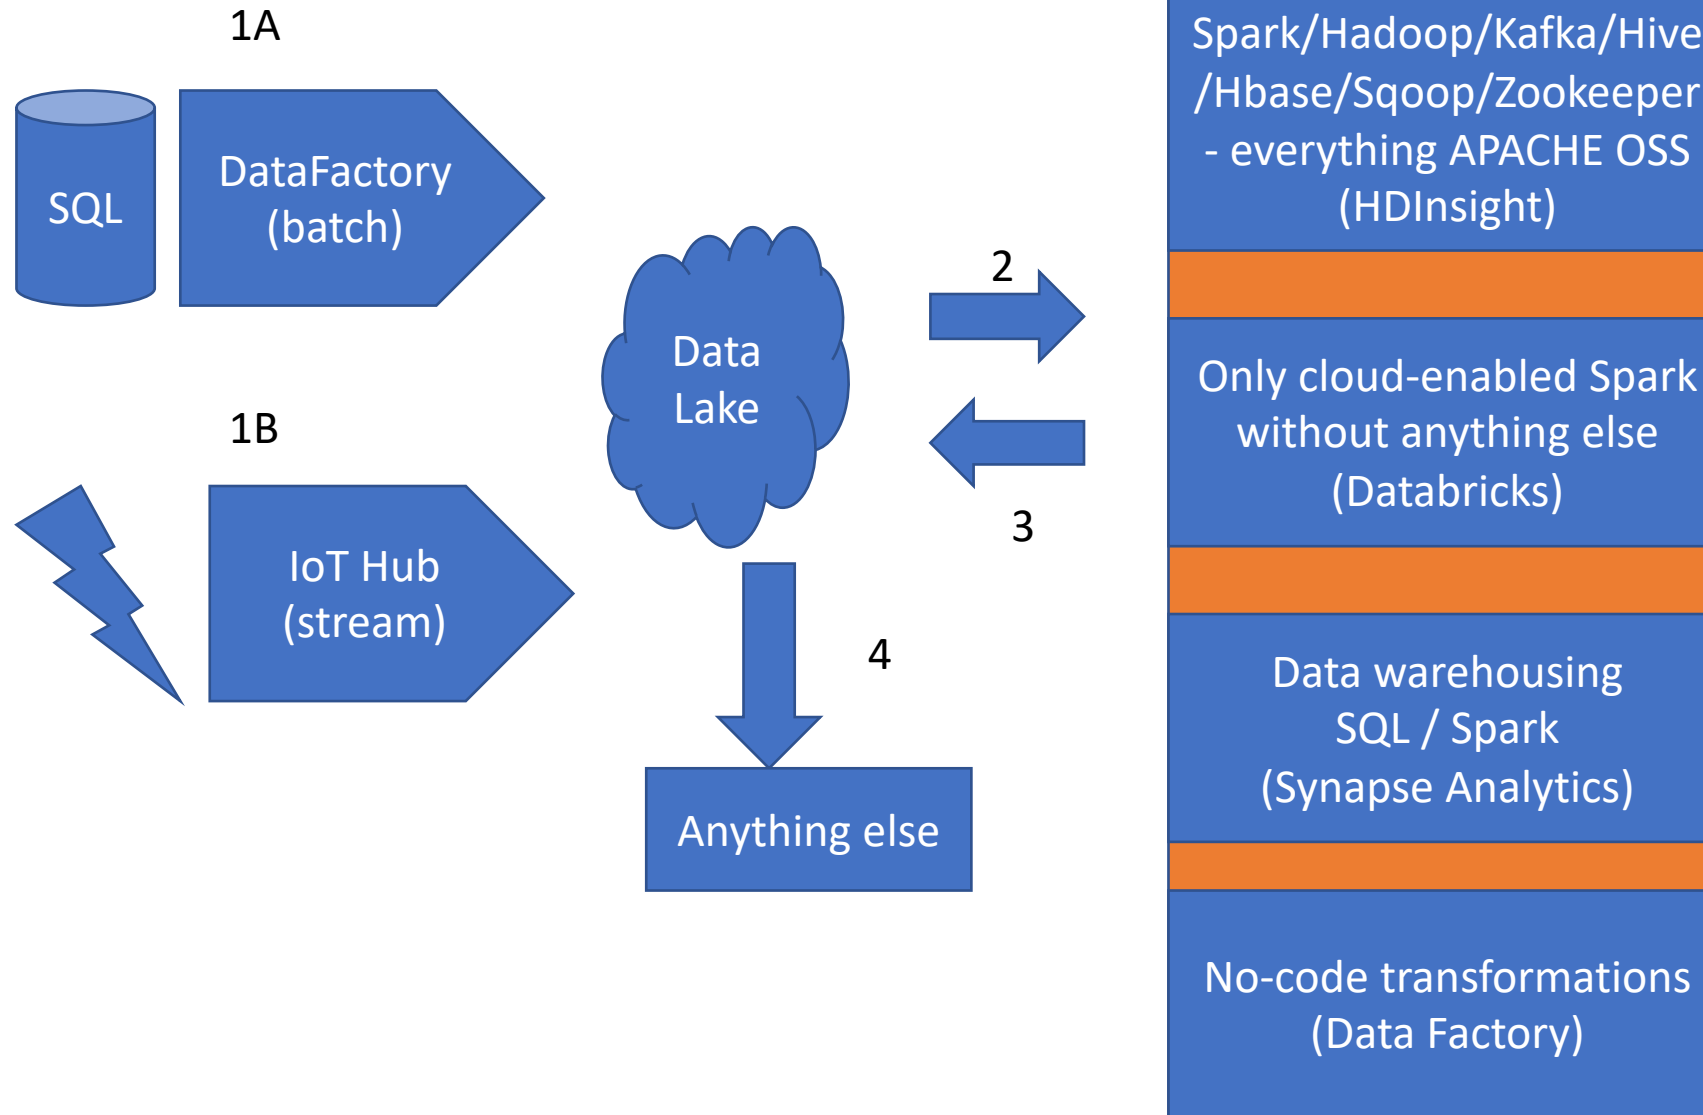 1A
SQL
DataFactory
(batch)
1B
IoT Hub
(stream)
Data
Lake
2
3
4
Anything else
Spark/Hadoop/Kafka/Hive
/Hbase/Sqoop/Zookeeper
- everything APACHE OSS
(HDInsight)
Only cloud-enabled Spark
without anything else
(Databricks)
Data warehousing
SQL / Spark
(Synapse Analytics)
No-code transformations
(Data Factory)